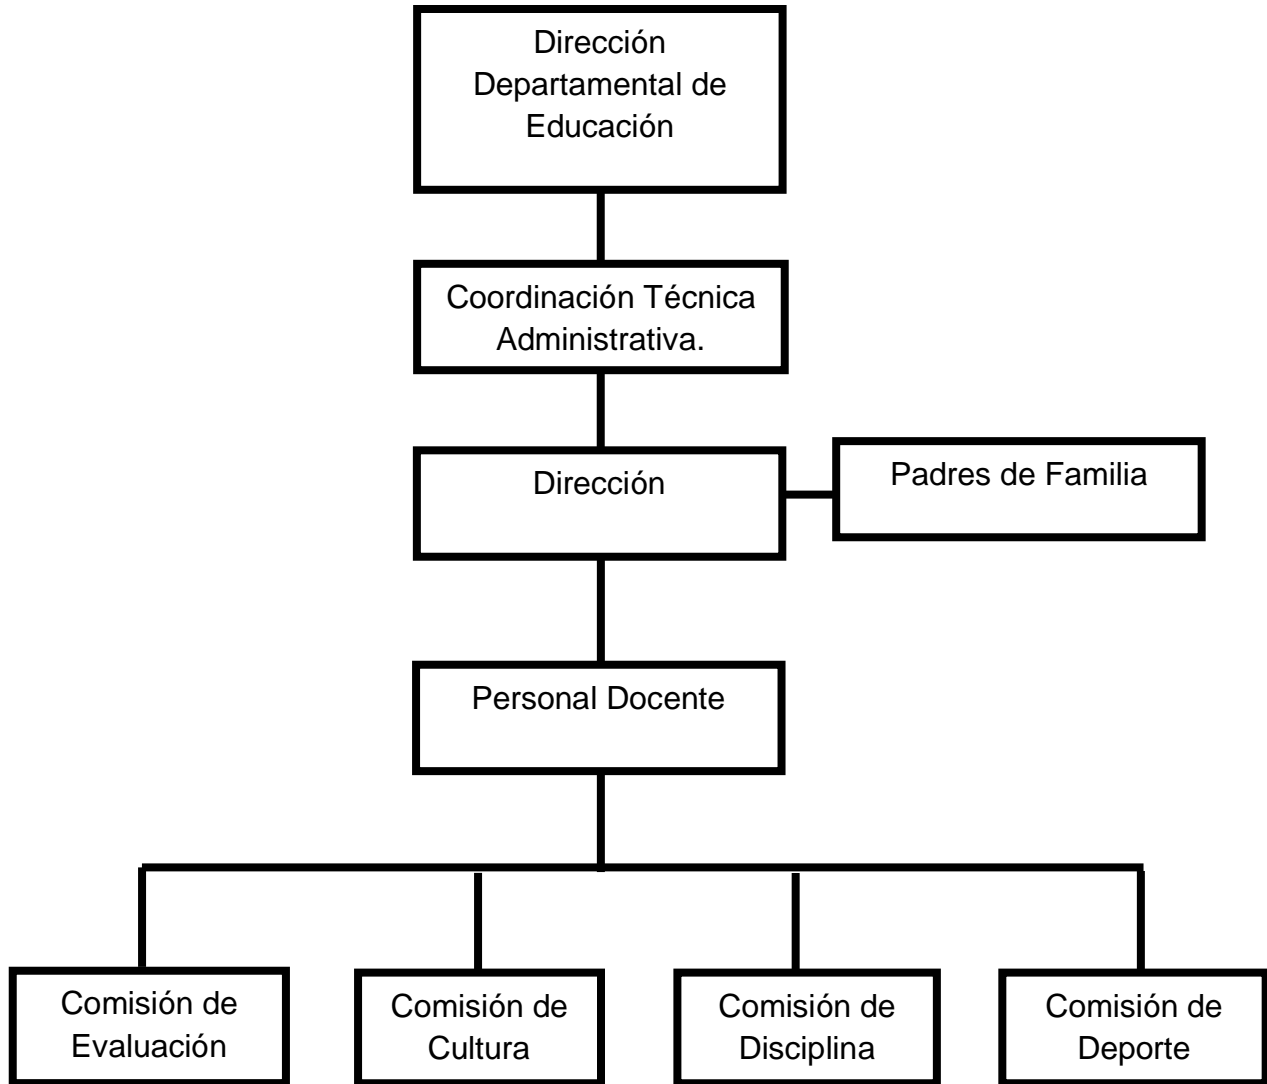 Dirección
Departamental de
Educación
Coordinación Técnica
Administrativa.
Dirección
Padres de Familia
Personal Docente
Comisión de
Evaluación
Comisión de
Cultura
Comisión de
Disciplina
Comisión de
Deporte